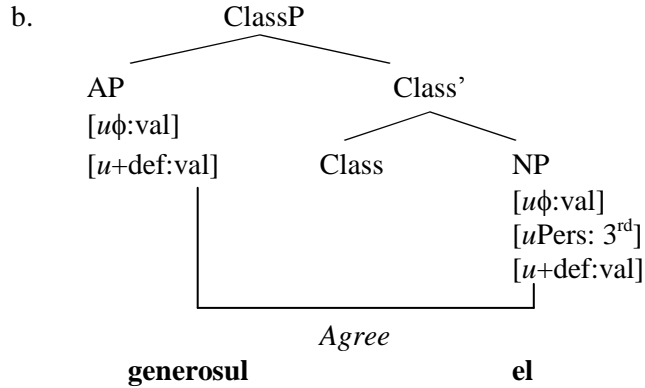 b. ClassP
AP Class’
[uϕ:val]
[u+def:val] Class NP
[uϕ:val]
[uPers: 3rd]
[u+def:val]
Agree
generosul el